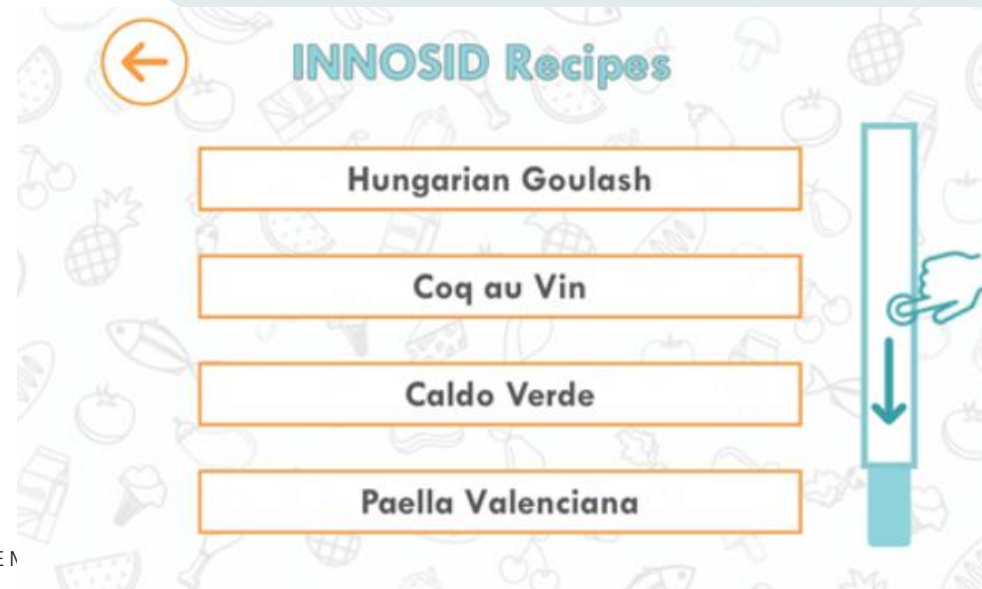 INNOSID Recipes
Hungarian Goulash
Coq au Vin
Caldo Verde
Paella Valenciana